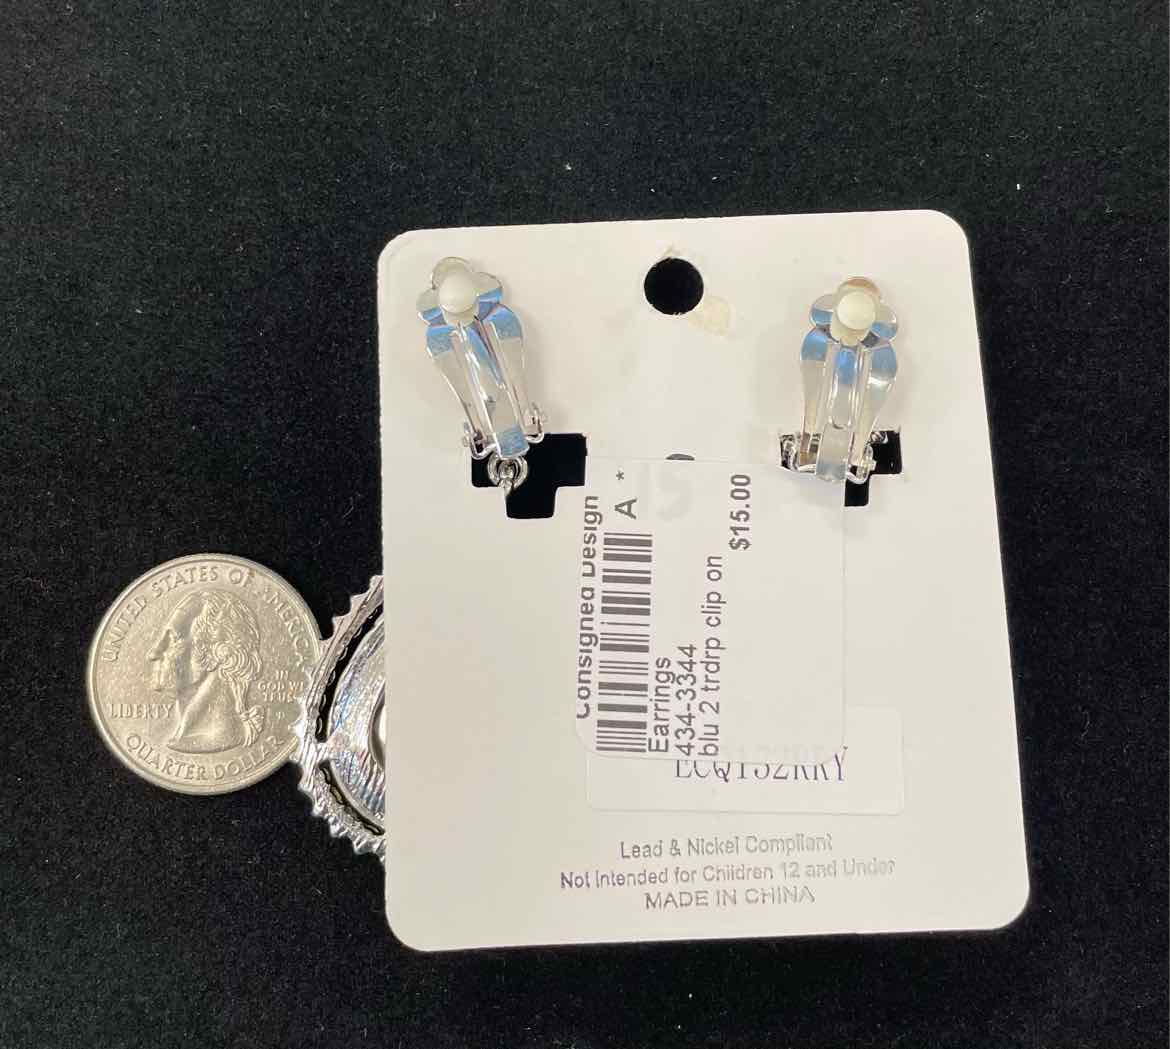 UNITED STATES OF AMERICA
LIBERTY
IN
GOD WE
TRUST
QUARTER DOLLAR
Consigned Design
A *
Earrings
434-3344
blu 2 trdrp clip on
$15.00
Lead & Nickel Compliant
Not Intended for Children 12 and Under
MADE IN CHINA